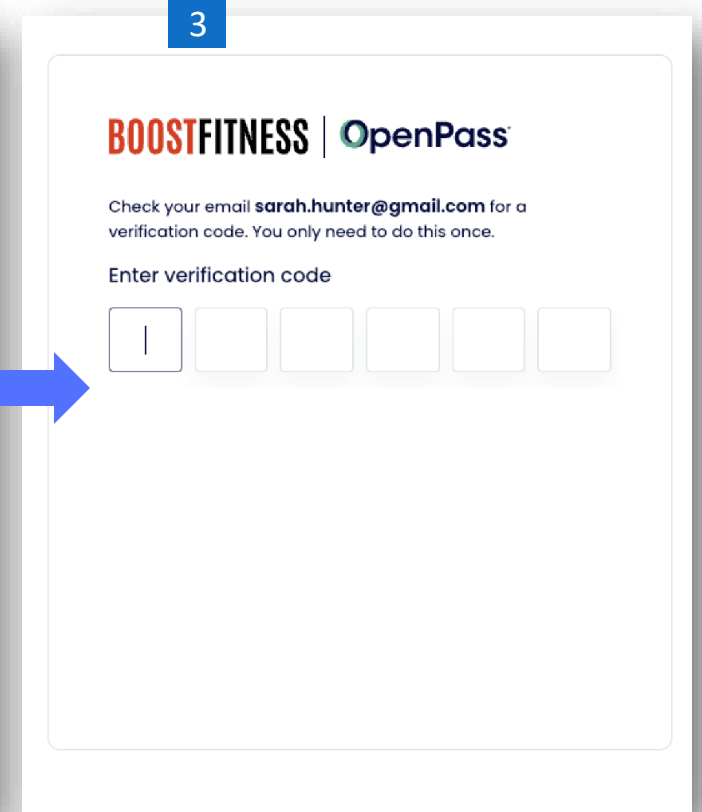 3
BOOSTFITNESS | OpenPass
Check your email sarah.hunter@gmail.com for a
verification code. You only need to do this once.
Enter verification code